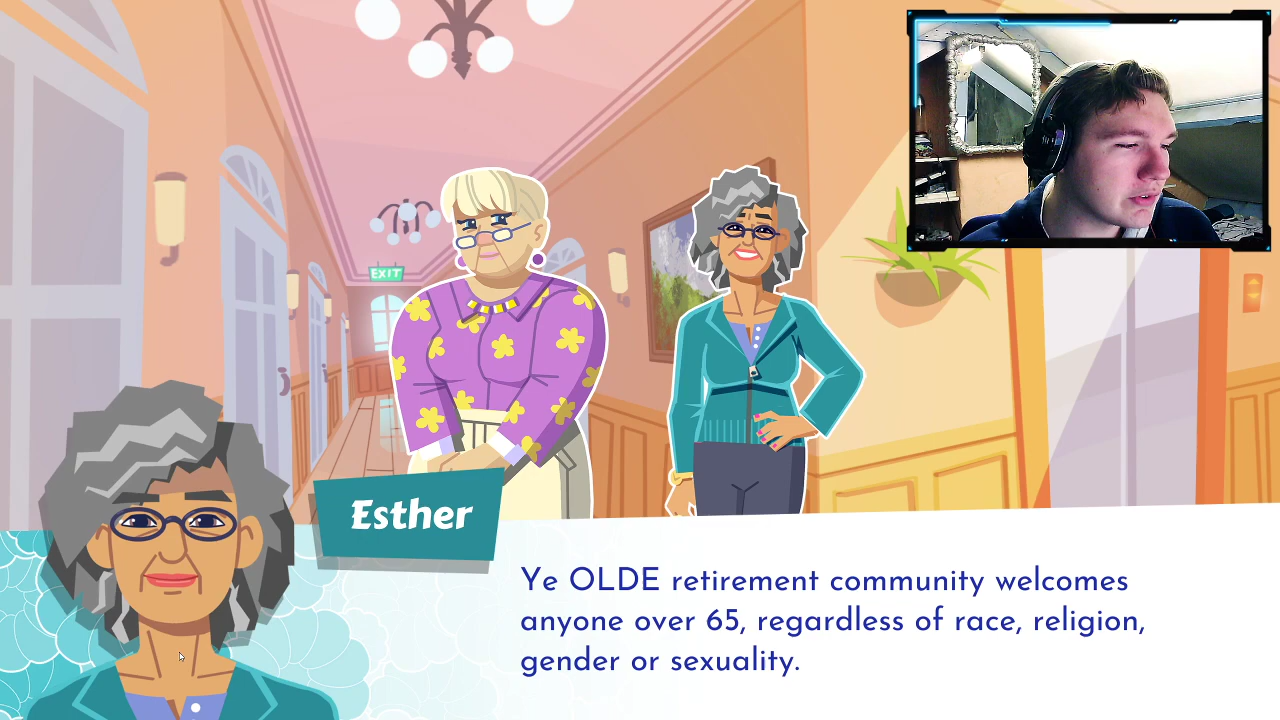 EXIT
Esther
Ye OLDE retirement community welcomes
anyone over 65, regardless of race, religion,
gender or sexuality.